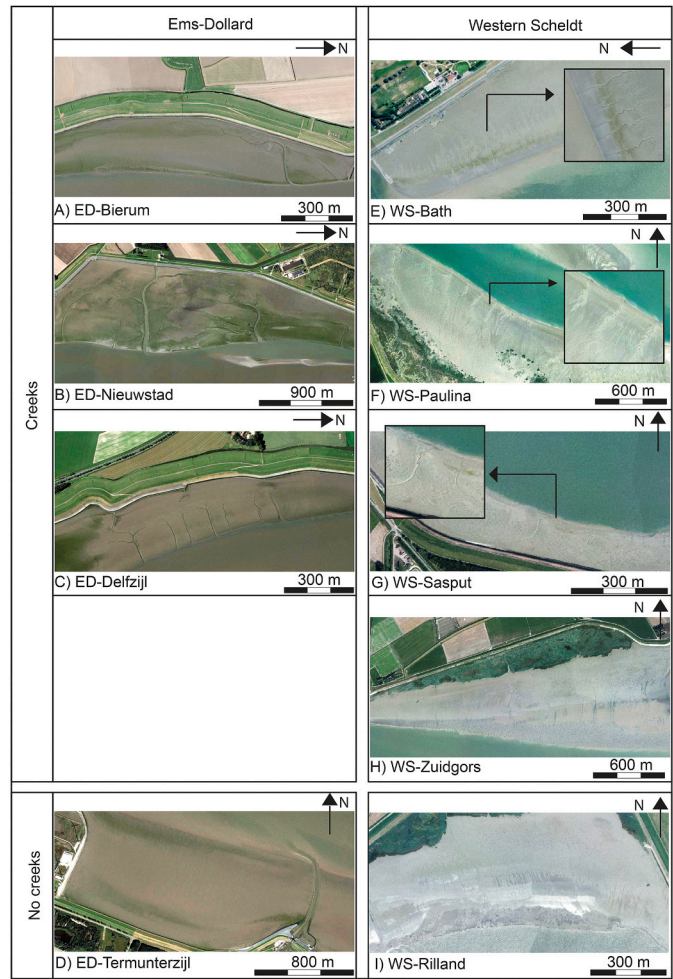 Ems-Dollard
Western Scheldt
Creeks
N
A) ED-Bierum
300 m
N
B) ED-Nieuwstad
900 m
N
C) ED-Delfzijl
300 m
N
E) WS-Bath
300 m
N
F) WS-Paulina
600 m
N
G) WS-Sasput
300 m
N
H) WS-Zuidgors
600 m
No creeks
N
D) ED-Termunterzijl
800 m
N
I) WS-Rilland
300 m